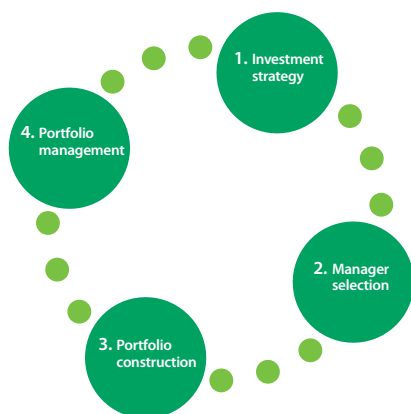 1. Investment
strategy
2. Manager
selection
3. Portfolio
construction
4. Portfolio
management